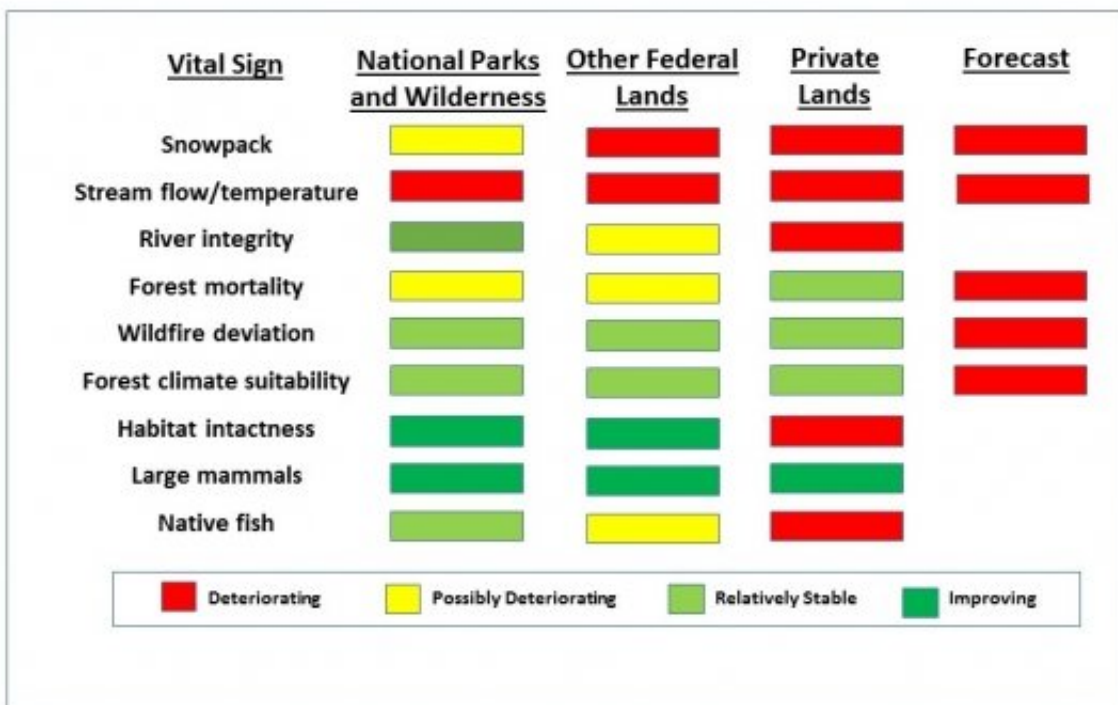 Vital Sign
National Parks
and Wilderness
Other Federal
Lands
Private
Lands
Forecast
Snowpack
Stream flow/temperature
River integrity
Forest mortality
Wildfire deviation
Forest climate suitability
Habitat intactness
Large mammals
Native fish
Deteriorating
Possibly Deteriorating
Relatively Stable
Improving